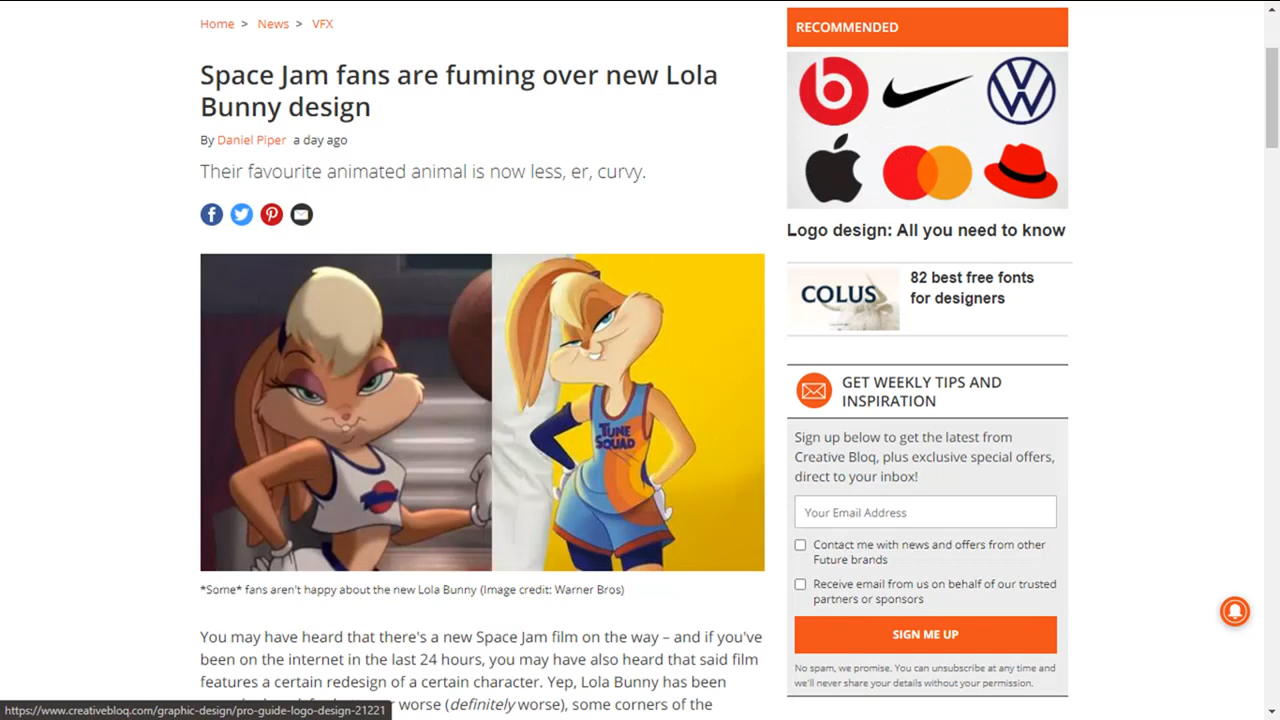 Home > News > VFX
Space Jam fans are fuming over new Lola
Bunny design
By Daniel Piper a day ago
Their favourite animated animal is now less, er, curvy.
TUNE
SQUAD
*Some* fans aren't happy about the new Lola Bunny (Image credit: Warner Bros)
You may have heard that there's a new Space Jam film on the way – and if you've
been on the internet in the last 24 hours, you may have also heard that said film
features a certain redesign of a certain character. Yep, Lola Bunny has been
worse (definitely worse), some corners of the
RECOMMENDED
Logo design: All you need to know
COLUS
82 best free fonts
for designers
GET WEEKLY TIPS AND
INSPIRATION
Sign up below to get the latest from
Creative Bloq, plus exclusive special offers,
direct to your inbox!
Your Email Address
Contact me with news and offers from other
Future brands
Receive email from us on behalf of our trusted
partners or sponsors
SIGN ME UP
No spam, we promise. You can unsubscribe at any time and
we'll never share your details without your permission.
https://www.creativebloq.com/graphic-design/pro-guide-logo-design-21221